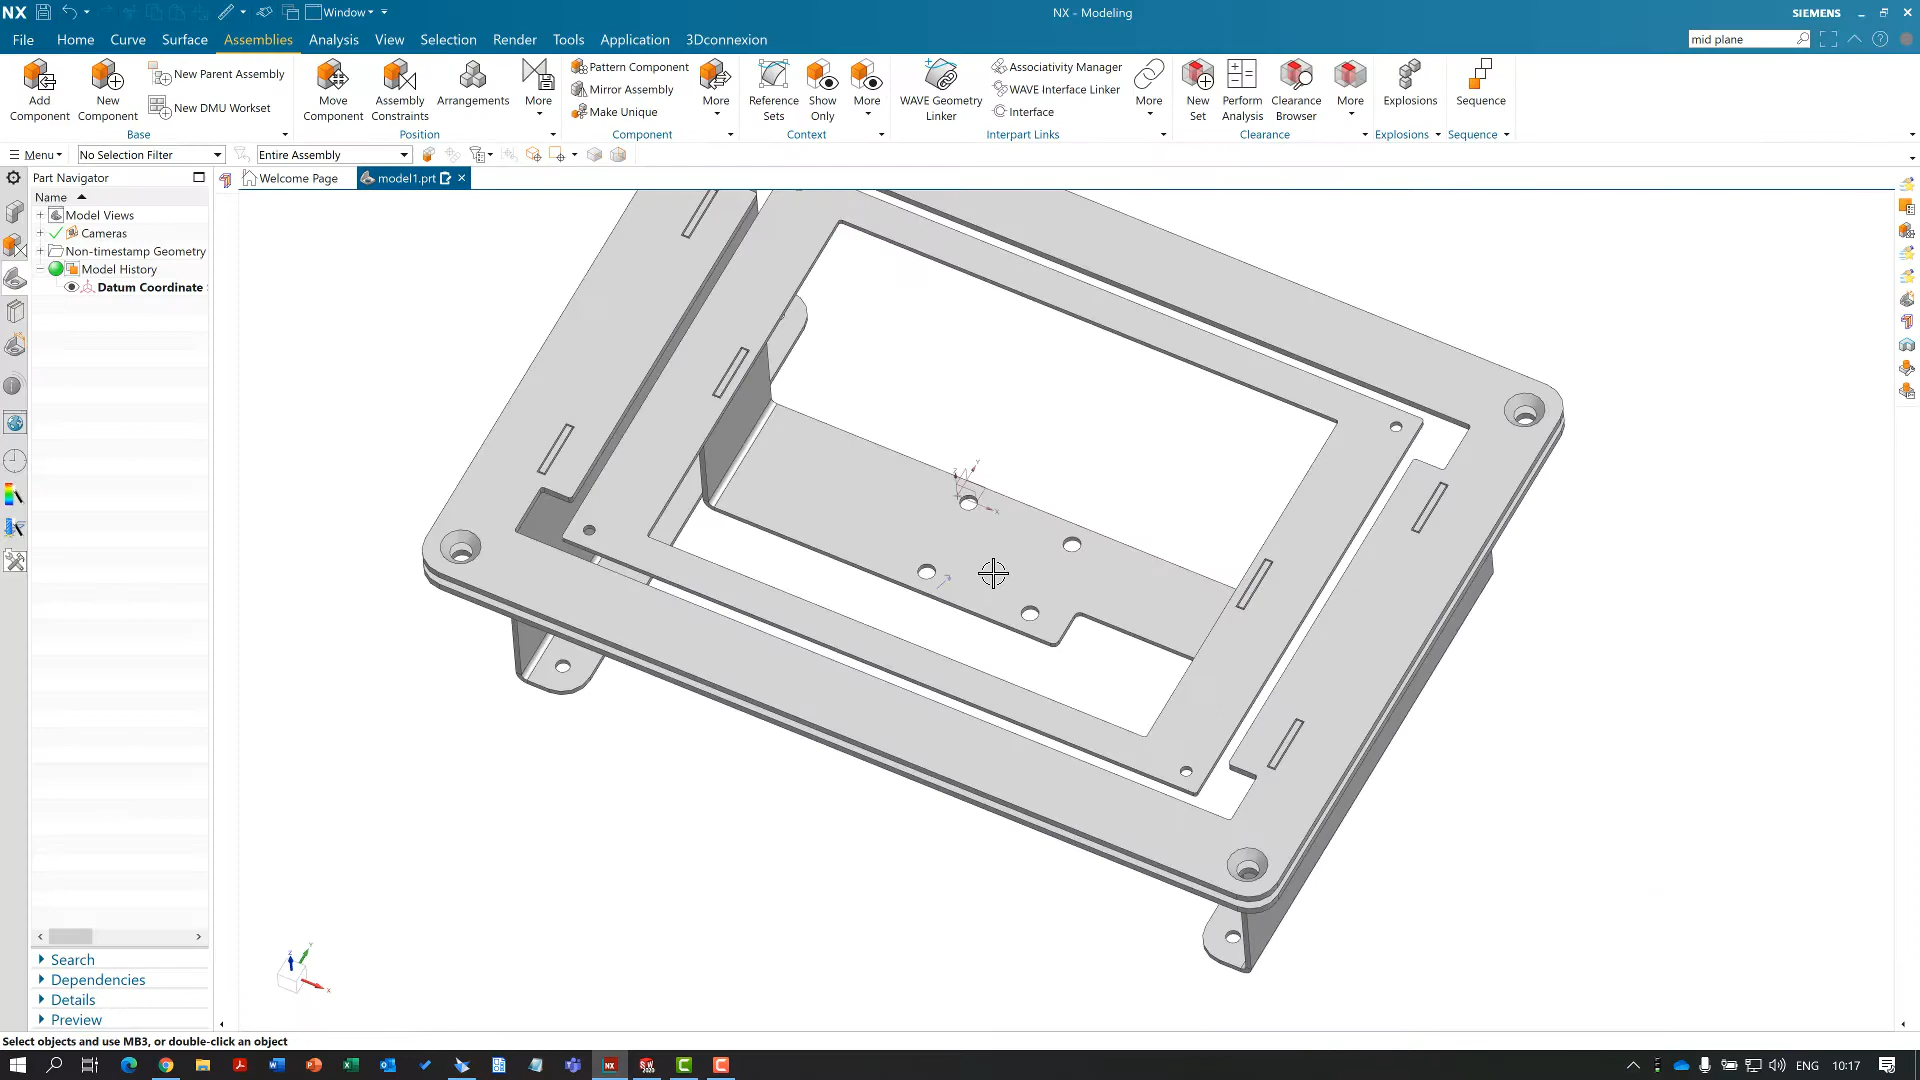 NX
Window
NX - Modeling
SIEMENS
File Home Curve Surface Assemblies Analysis View Selection Render Tools Application 3Dconnexion
mid plane
Add Component
New Component
New Parent Assembly
New DMU Workset
Base
Move Component
Assembly Constraints
Arrangements
More
Position
Pattern Component
Mirror Assembly
Make Unique
More
Component
Reference Sets
Show Only
More
Context
WAVE Geometry Linker
Associativity Manager
WAVE Interface Linker
Interface
More
Interpart Links
New Set
Perform Analysis
Clearance Browser
More
Clearance
Explosions
Explosions
Sequence
Sequence
Menu
No Selection Filter
Entire Assembly
Part Navigator
Welcome Page
model1.prt
Name
Model Views
Cameras
Non-timestamp Geometry
Model History
Datum Coordinate
Z
Y
X
Z
Y
X
Search
Dependencies
Details
Preview
Select objects and use MB3, or double-click an object
ENG
10:17